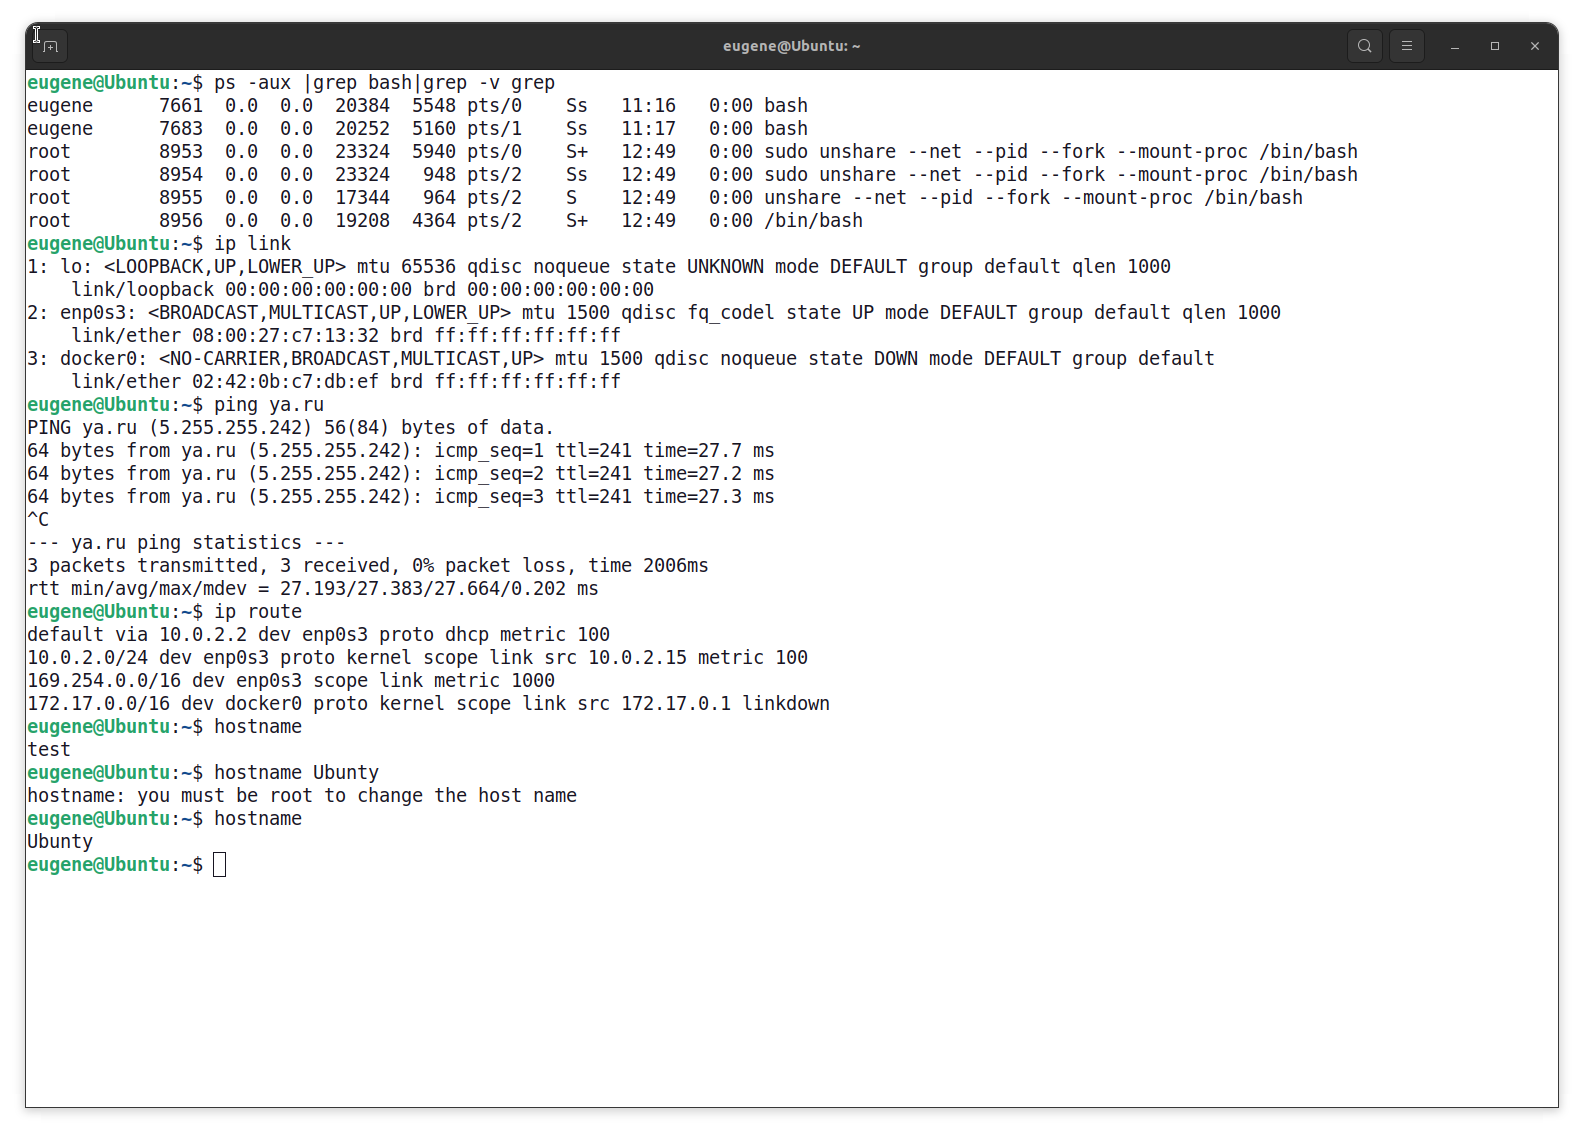 eugene@Ubuntu: ~
eugene@Ubuntu:~$ ps -aux |grep bash|grep -v grep
eugene      7661  0.0  0.0  20384  5548 pts/0    Ss   11:16   0:00 bash
eugene      7683  0.0  0.0  20252  5160 pts/1    Ss   11:17   0:00 bash
root        8953  0.0  0.0  23324  5940 pts/0    S+   12:49   0:00 sudo unshare --net --pid --fork --mount-proc /bin/bash
root        8954  0.0  0.0  23324   948 pts/2    Ss   12:49   0:00 sudo unshare --net --pid --fork --mount-proc /bin/bash
root        8955  0.0  0.0  17344   964 pts/2    S    12:49   0:00 unshare --net --pid --fork --mount-proc /bin/bash
root        8956  0.0  0.0  19208  4364 pts/2    S+   12:49   0:00 /bin/bash
eugene@Ubuntu:~$ ip link
1: lo: <LOOPBACK,UP,LOWER_UP> mtu 65536 qdisc noqueue state UNKNOWN mode DEFAULT group default qlen 1000
    link/loopback 00:00:00:00:00:00 brd 00:00:00:00:00:00
2: enp0s3: <BROADCAST,MULTICAST,UP,LOWER_UP> mtu 1500 qdisc fq_codel state UP mode DEFAULT group default qlen 1000
    link/ether 08:00:27:c7:13:32 brd ff:ff:ff:ff:ff:ff
3: docker0: <NO-CARRIER,BROADCAST,MULTICAST,UP> mtu 1500 qdisc noqueue state DOWN mode DEFAULT group default
    link/ether 02:42:0b:c7:db:ef brd ff:ff:ff:ff:ff:ff
eugene@Ubuntu:~$ ping ya.ru
PING ya.ru (5.255.255.242) 56(84) bytes of data.
64 bytes from ya.ru (5.255.255.242): icmp_seq=1 ttl=241 time=27.7 ms
64 bytes from ya.ru (5.255.255.242): icmp_seq=2 ttl=241 time=27.2 ms
64 bytes from ya.ru (5.255.255.242): icmp_seq=3 ttl=241 time=27.3 ms
^C
--- ya.ru ping statistics ---
3 packets transmitted, 3 received, 0% packet loss, time 2006ms
rtt min/avg/max/mdev = 27.193/27.383/27.664/0.202 ms
eugene@Ubuntu:~$ ip route
default via 10.0.2.2 dev enp0s3 proto dhcp metric 100
10.0.2.0/24 dev enp0s3 proto kernel scope link src 10.0.2.15 metric 100
169.254.0.0/16 dev enp0s3 scope link metric 1000
172.17.0.0/16 dev docker0 proto kernel scope link src 172.17.0.1 linkdown
eugene@Ubuntu:~$ hostname
test
eugene@Ubuntu:~$ hostname Ubunty
hostname: you must be root to change the host name
eugene@Ubuntu:~$ hostname
Ubunty
eugene@Ubuntu:~$